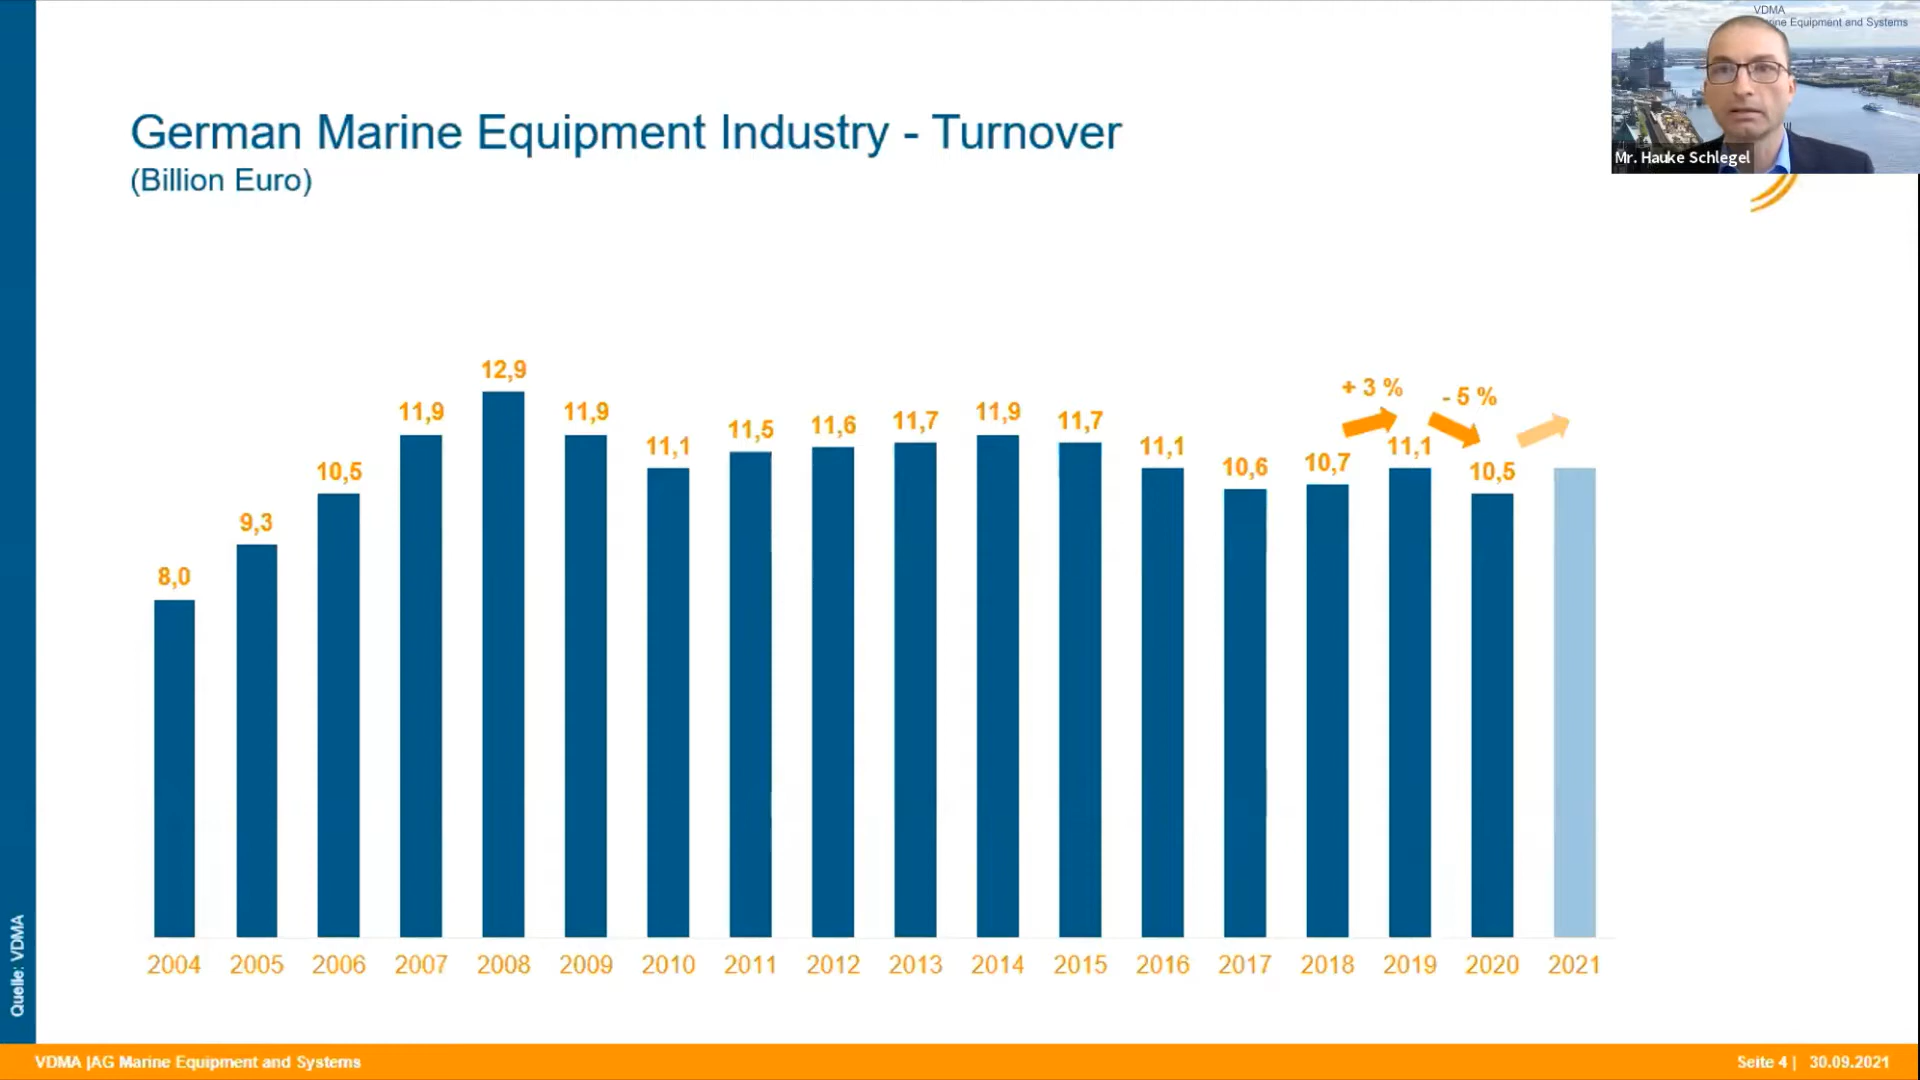 VDMA
rine Equipment and Systems
Mr. Hauke Schlegel
German Marine Equipment Industry - Turnover
(Billion Euro)
8,0
9,3
10,5
11,9
12,9
11,9
11,1
11,5
11,6
11,7
11,9
11,7
11,1
10,6
10,7
+ 3 %
11,1
- 5 %
10,5
2004 2005 2006 2007 2008 2009 2010 2011 2012 2013 2014 2015 2016 2017 2018 2019 2020 2021
Quelle: VDMA
VDMA |AG Marine Equipment and Systems
Seite 4 | 30.09.2021